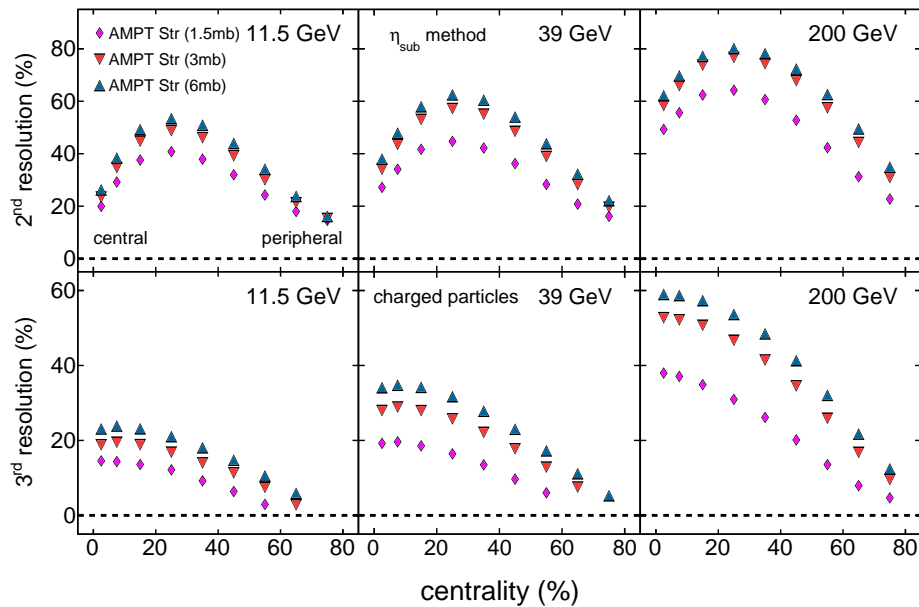 AMPT Str (1.5mb)
AMPT Str (3mb)
AMPT Str (6mb)
11.5 GeV
η_sub method
39 GeV
200 GeV
2nd resolution (%)
80
60
40
20
0
central
peripheral
11.5 GeV
charged particles
39 GeV
200 GeV
3rd resolution (%)
60
40
20
0
0 20 40 60 80
0 20 40 60 80
0 20 40 60 80
centrality (%)